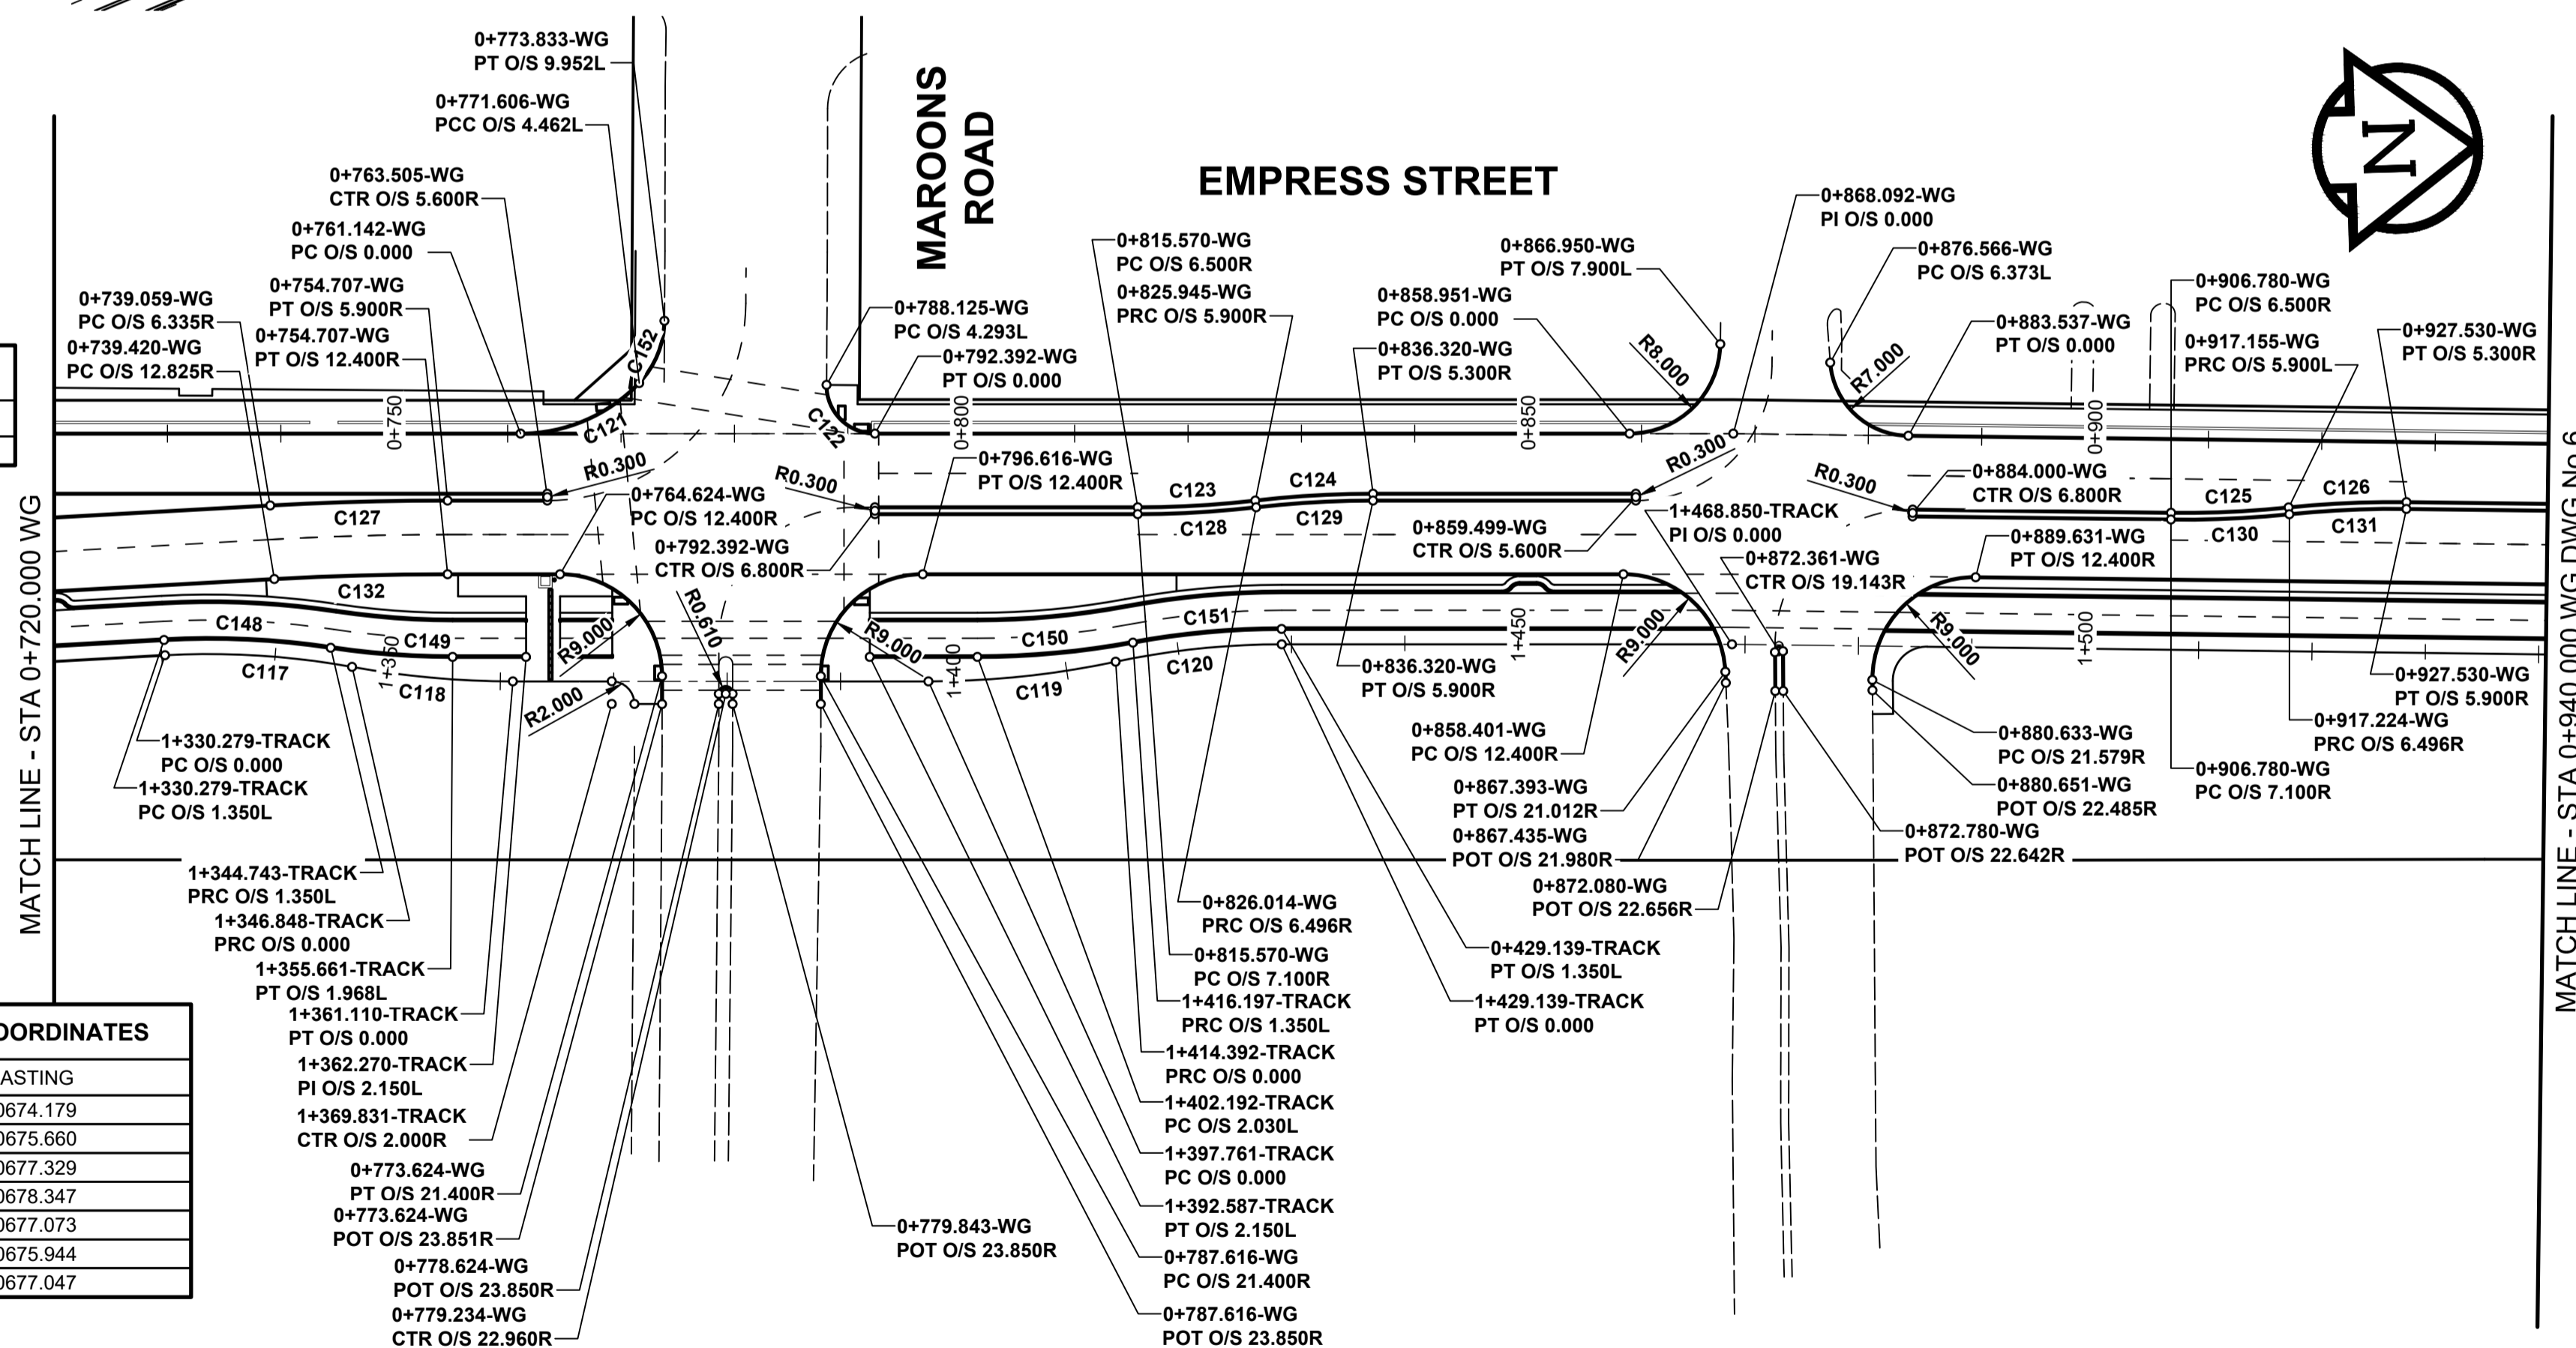 0+773.833-WG
PT O/S 9.952L
0+771.606-WG
PCC O/S 4.462L
0+763.505-WG
CTR O/S 5.600R
0+761.142-WG
PC O/S 0.000
0+754.707-WG
PT O/S 5.900R
0+754.707-WG
PT O/S 12.400R
0+739.059-WG
PC O/S 6.335R
0+739.420-WG
PC O/S 12.825R
MAROONS
ROAD
EMPRESS STREET
N
0+788.125-WG
PC O/S 4.293L
0+792.392-WG
PT O/S 0.000
0+815.570-WG
PC O/S 6.500R
0+825.945-WG
PRC O/S 5.900R
0+858.951-WG
PC O/S 0.000
0+836.320-WG
PT O/S 5.300R
0+866.950-WG
PT O/S 7.900L
0+868.092-WG
PI O/S 0.000
0+876.566-WG
PC O/S 6.373L
0+883.537-WG
PT O/S 0.000
0+906.780-WG
PC O/S 6.500R
0+917.155-WG
PRC O/S 5.900L
0+927.530-WG
PT O/S 5.300R
C152
C121
C122
R8.000
R7.000
0+750
0+800
0+850
0+900
R0.300
R0.300
R0.300
R0.300
C123
C124
C125
C126
C127
C128
C129
C130
C131
0+796.616-WG
PT O/S 12.400R
0+764.624-WG
PC O/S 12.400R
0+792.392-WG
CTR O/S 6.800R
0+859.499-WG
CTR O/S 5.600R
1+468.850-TRACK
PI O/S 0.000
0+872.361-WG
CTR O/S 19.143R
0+884.000-WG
CTR O/S 6.800R
0+889.631-WG
PT O/S 12.400R
MATCH LINE - STA 0+720.000 WG
MATCH LINE - STA 0+940.000 WG DWG No.6
C132
C148
C149
C117
C118
1+350
R9.000
R2.000
R0.610
R9.000
1+400
C150
C151
C119
C120
1+450
R9.000
R9.000
1+500
0+836.320-WG
PT O/S 5.900R
0+858.401-WG
PC O/S 12.400R
0+867.393-WG
PT O/S 21.012R
0+867.435-WG
POT O/S 21.980R
0+872.080-WG
POT O/S 22.656R
0+872.780-WG
POT O/S 22.642R
0+880.633-WG
PC O/S 21.579R
0+880.651-WG
POT O/S 22.485R
0+927.530-WG
PT O/S 5.900R
0+917.224-WG
PRC O/S 6.496R
0+906.780-WG
PC O/S 7.100R
1+330.279-TRACK
PC O/S 0.000
1+330.279-TRACK
PC O/S 1.350L
1+344.743-TRACK
PRC O/S 1.350L
1+346.848-TRACK
PRC O/S 0.000
1+355.661-TRACK
PT O/S 1.968L
1+361.110-TRACK
PT O/S 0.000
1+362.270-TRACK
PI O/S 2.150L
1+369.831-TRACK
CTR O/S 2.000R
0+773.624-WG
PT O/S 21.400R
0+773.624-WG
POT O/S 23.851R
0+778.624-WG
POT O/S 23.850R
0+779.234-WG
CTR O/S 22.960R
0+779.843-WG
POT O/S 23.850R
0+826.014-WG
PRC O/S 6.496R
0+815.570-WG
PC O/S 7.100R
1+416.197-TRACK
PRC O/S 1.350L
1+414.392-TRACK
PRC O/S 0.000
1+402.192-TRACK
PC O/S 2.030L
1+397.761-TRACK
PC O/S 0.000
1+392.587-TRACK
PT O/S 2.150L
0+787.616-WG
PC O/S 21.400R
0+787.616-WG
POT O/S 23.850R
0+429.139-TRACK
PT O/S 1.350L
1+429.139-TRACK
PT O/S 0.000
OORDINATES
ASTING
0674.179
0675.660
0677.329
0678.347
0677.073
0675.944
0677.047